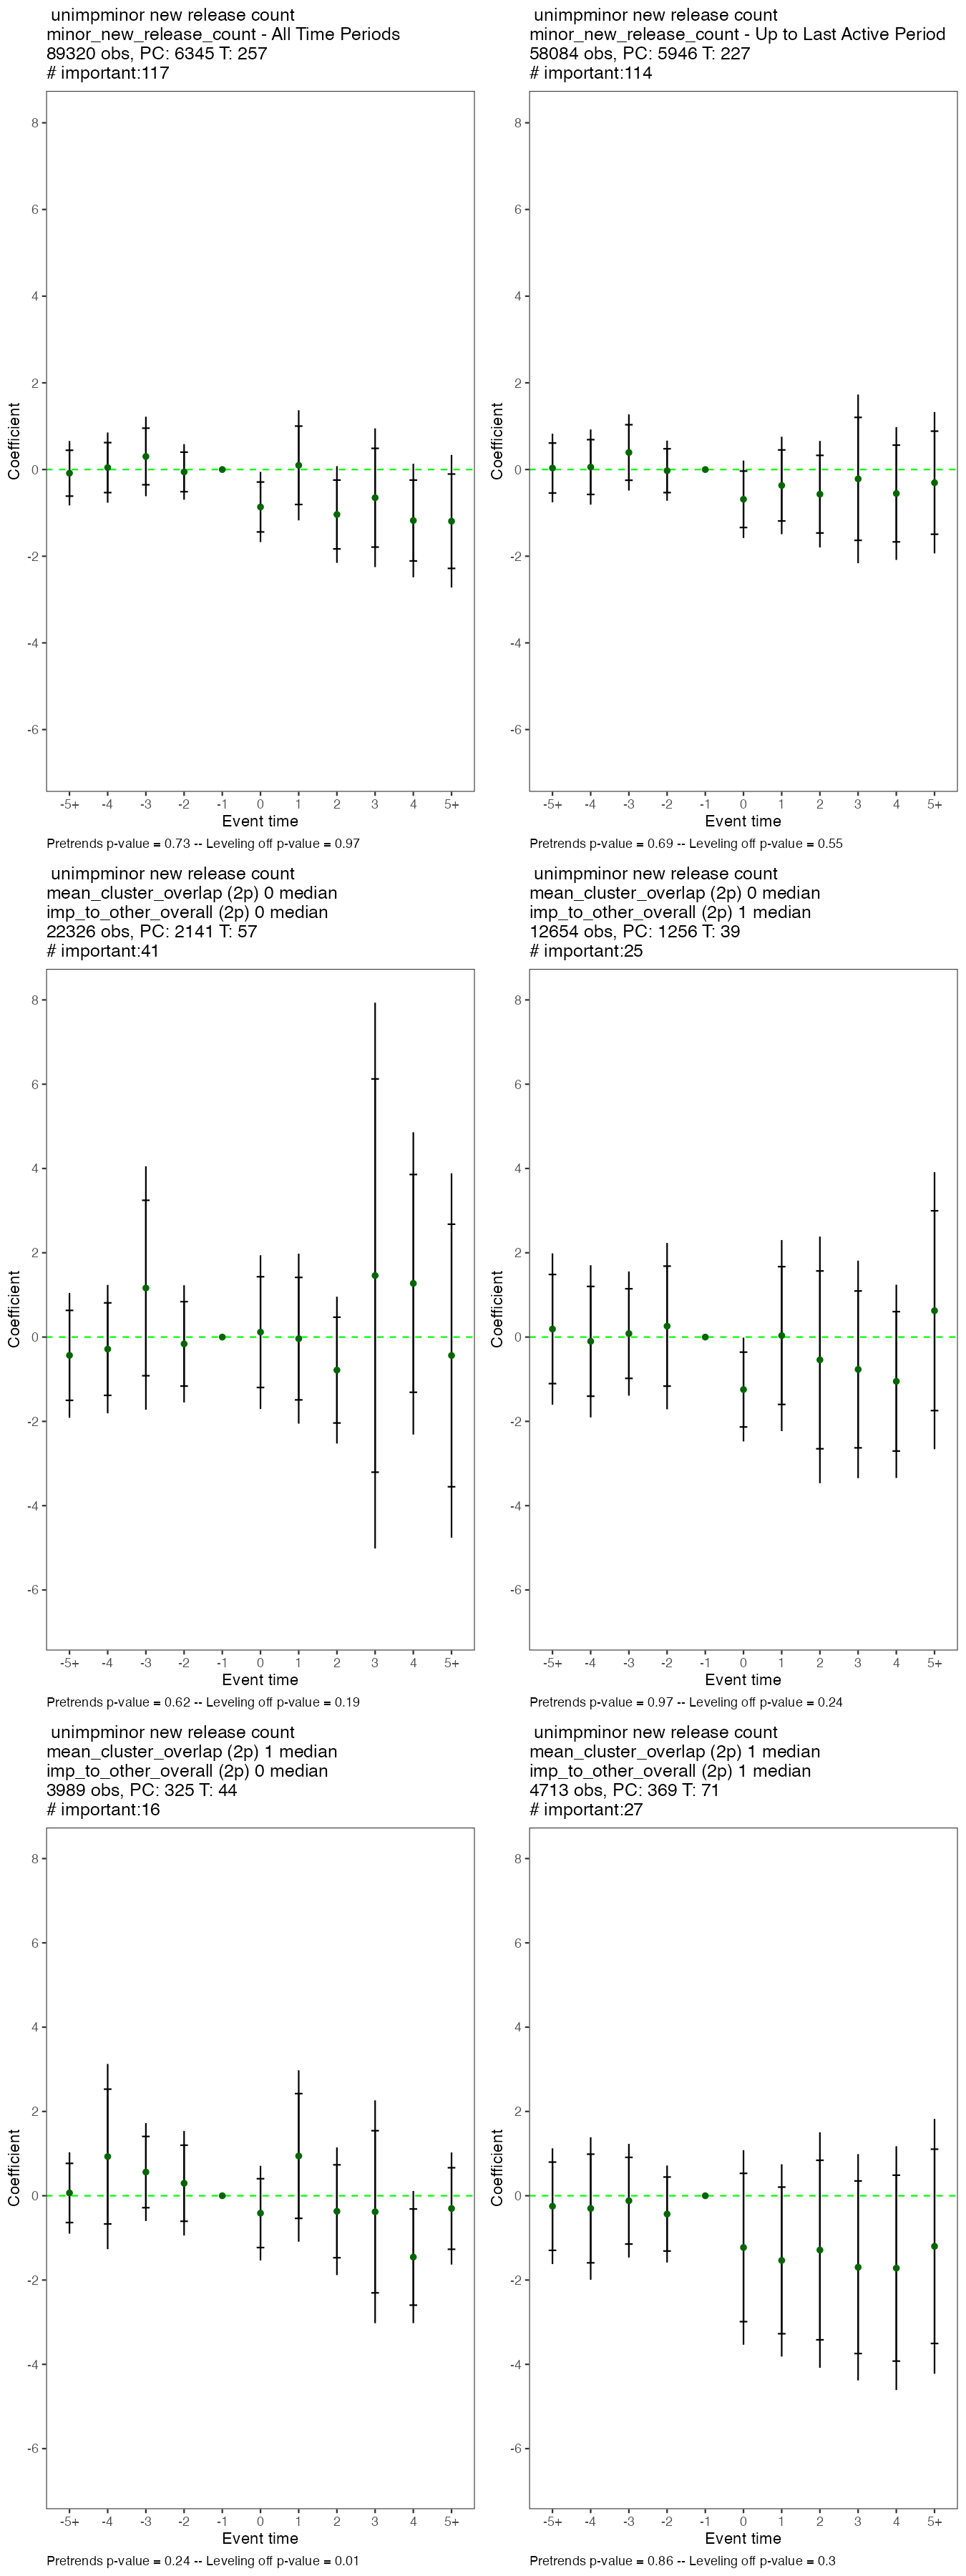 unimpminor new release count
minor_new_release_count - All Time Periods
89320 obs, PC: 6345 T: 257
# important:117
8
6
4
2
0
-2
-4
-6
Coefficient
-5+ -4 -3 -2 -1 0 1 2 3 4 5+
Event time
Pretrends p-value = 0.73 -- Leveling off p-value = 0.97
unimpminor new release count
minor_new_release_count - Up to Last Active Period
58084 obs, PC: 5946 T: 227
# important:114
8
6
4
2
0
-2
-4
-6
Coefficient
-5+ -4 -3 -2 -1 0 1 2 3 4 5+
Event time
Pretrends p-value = 0.69 -- Leveling off p-value = 0.55
unimpminor new release count
mean_cluster_overlap (2p) 0 median
imp_to_other_overall (2p) 0 median
22326 obs, PC: 2141 T: 57
# important:41
8
6
4
2
0
-2
-4
-6
Coefficient
-5+ -4 -3 -2 -1 0 1 2 3 4 5+
Event time
Pretrends p-value = 0.62 -- Leveling off p-value = 0.19
unimpminor new release count
mean_cluster_overlap (2p) 0 median
imp_to_other_overall (2p) 1 median
12654 obs, PC: 1256 T: 39
# important:25
8
6
4
2
0
-2
-4
-6
Coefficient
-5+ -4 -3 -2 -1 0 1 2 3 4 5+
Event time
Pretrends p-value = 0.97 -- Leveling off p-value = 0.24
unimpminor new release count
mean_cluster_overlap (2p) 1 median
imp_to_other_overall (2p) 0 median
3989 obs, PC: 325 T: 44
# important:16
8
6
4
2
0
-2
-4
-6
Coefficient
-5+ -4 -3 -2 -1 0 1 2 3 4 5+
Event time
Pretrends p-value = 0.24 -- Leveling off p-value = 0.01
unimpminor new release count
mean_cluster_overlap (2p) 1 median
imp_to_other_overall (2p) 1 median
4713 obs, PC: 369 T: 71
# important:27
8
6
4
2
0
-2
-4
-6
Coefficient
-5+ -4 -3 -2 -1 0 1 2 3 4 5+
Event time
Pretrends p-value = 0.86 -- Leveling off p-value = 0.3